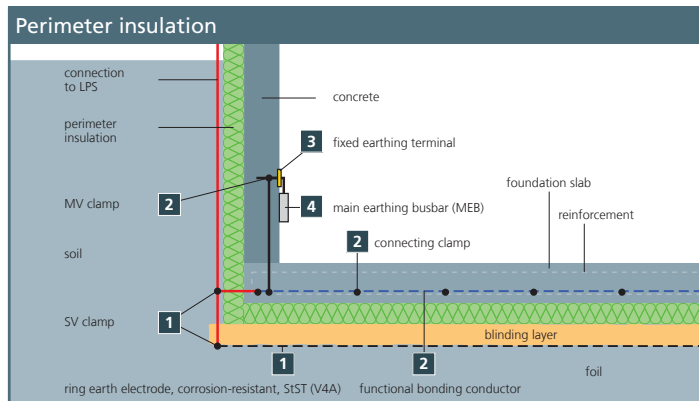 Perimeter insulation
connection
to LPS
concrete
perimeter
insulation
3 fixed earthing terminal
foundation slab
MV clamp 2
4 main earthing busbar (MEB)
reinforcement
soil
2 connecting clamp
SV clamp 1
blinding layer
1
2
foil
ring earth electrode, corrosion-resistant, StST (V4A)
functional bonding conductor